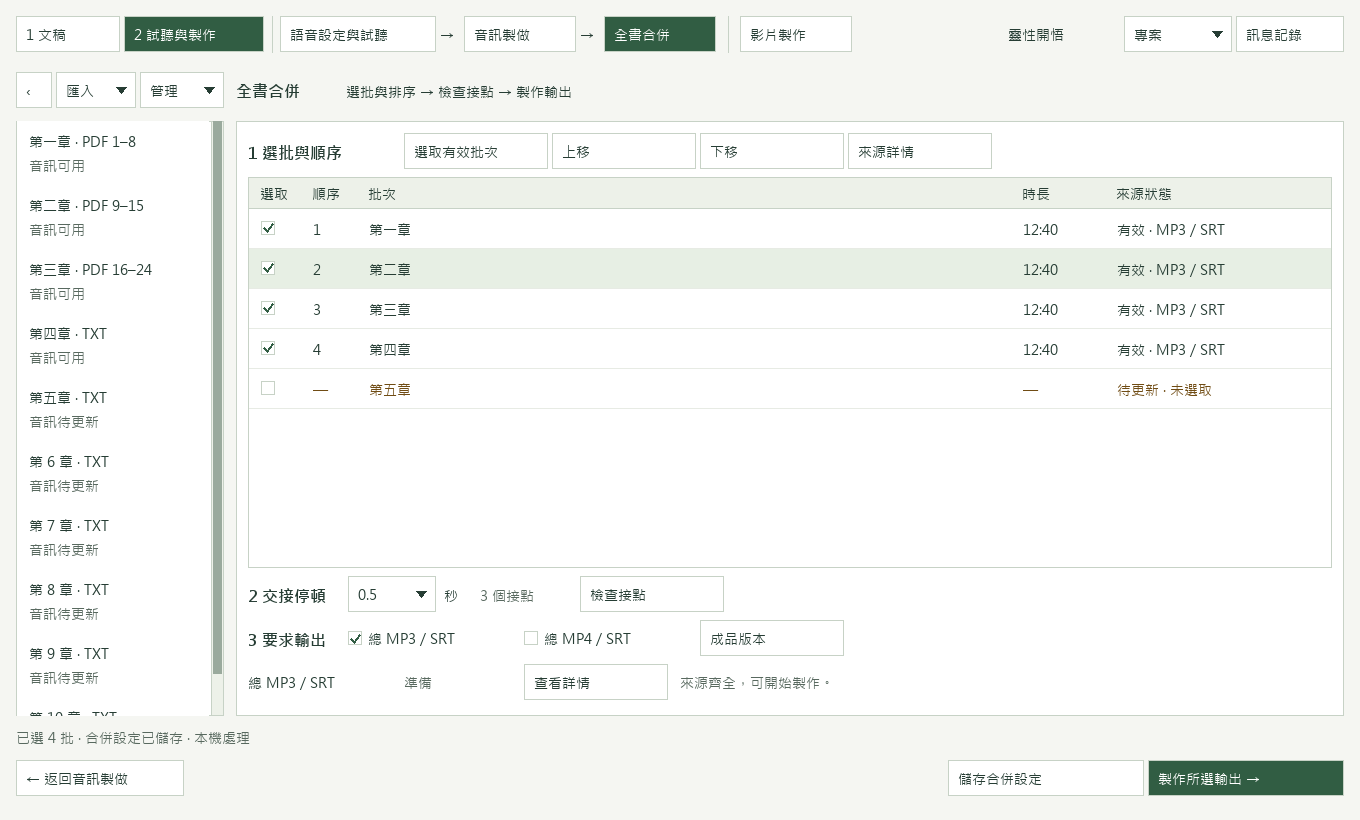 1 文稿 2 試聽與製作 語音設定與試聽 → 音訊製做 → 全書合併 影片製作 靈性開悟 專案 訊息記錄
‹ 匯入 管理 全書合併 選批與排序 → 檢查接點 → 製作輸出
第一章 · PDF 1–8
音訊可用
第二章 · PDF 9–15
音訊可用
第三章 · PDF 16–24
音訊可用
第四章 · TXT
音訊可用
第五章 · TXT
音訊待更新
第 6 章 · TXT
音訊待更新
第 7 章 · TXT
音訊待更新
第 8 章 · TXT
音訊待更新
第 9 章 · TXT
音訊待更新
第 10 章 · TXT
1 選批與順序 選取有效批次 上移 下移 來源詳情
選取 順序 批次 時長 來源狀態
1 第一章 12:40 有效 · MP3 / SRT
2 第二章 12:40 有效 · MP3 / SRT
3 第三章 12:40 有效 · MP3 / SRT
4 第四章 12:40 有效 · MP3 / SRT
— 第五章 — 待更新 · 未選取
2 交接停頓 0.5 秒 3 個接點 檢查接點
3 要求輸出 總 MP3 / SRT 總 MP4 / SRT 成品版本
總 MP3 / SRT 準備 查看詳情 來源齊全，可開始製作。
已選 4 批 · 合併設定已儲存 · 本機處理
← 返回音訊製做 儲存合併設定 製作所選輸出 →